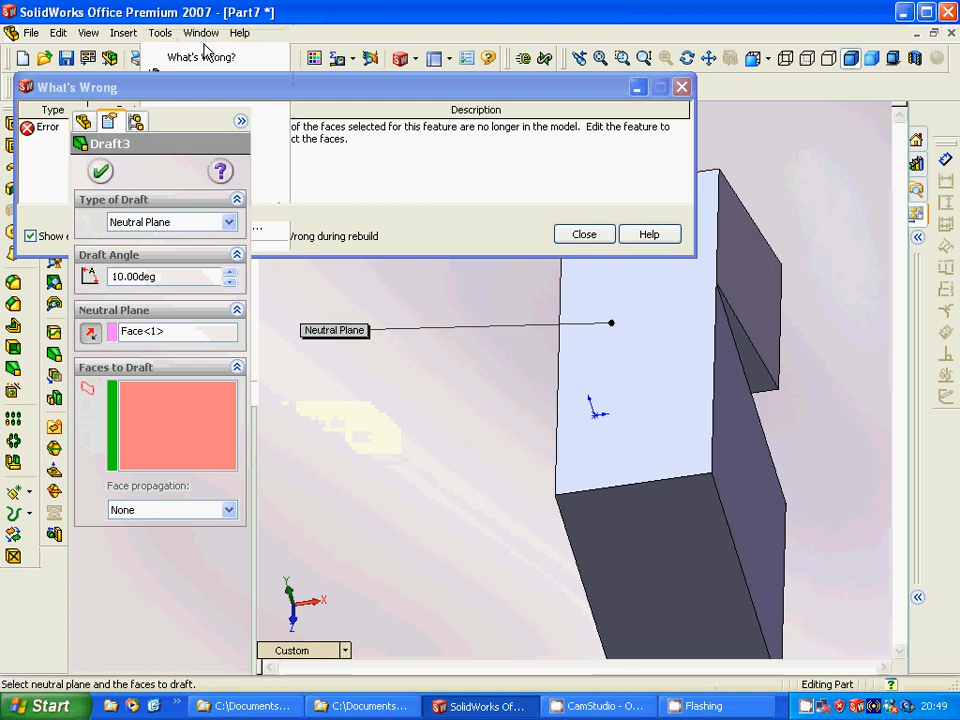 SolidWorks Office Premium 2007 - [Part7 *]
File Edit View Insert Tools Window Help
What's Wrong?
What's Wrong
Type Description
Error of the faces selected for this feature are no longer in the model. Edit the feature to
ct the faces.
Draft3
Type of Draft
Neutral Plane
Show e ... rong during rebuild Close Help
Draft Angle
10.00deg
Neutral Plane
Face<1>
Neutral Plane
Faces to Draft
Face propagation:
None
Y
X
Z
Custom
Select neutral plane and the faces to draft. Editing Part
Start C:\Documents... C:\Documents... SolidWorks Of... CamStudio - O... Flashing 20:49